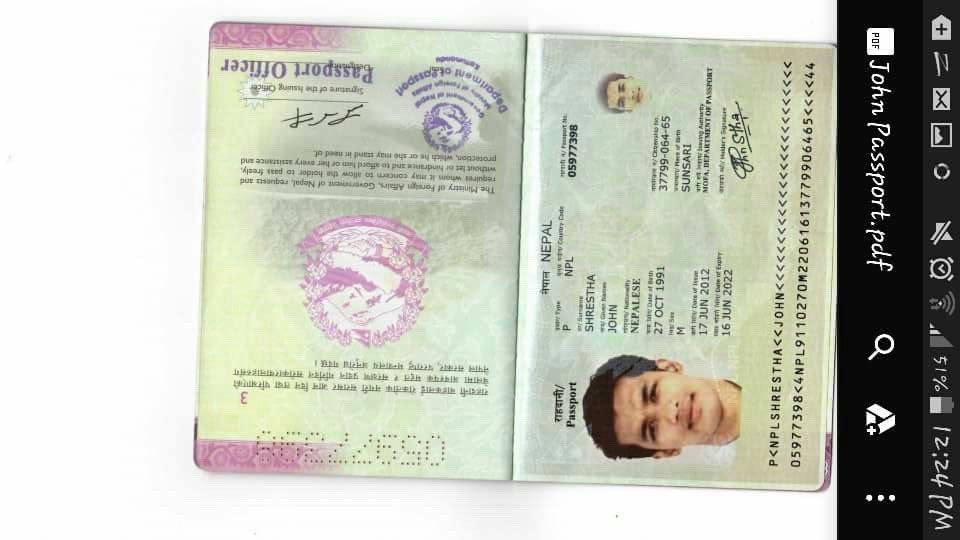 12:24 PM
51%
John Passport.pdf
3
राहदानी/
Passport
नेपाल NEPAL
Type
P
Country Code
NPL
Passport No.
05977398
Surname
SHRESTHA
Given Names
JOHN
Nationality
NEPALESE
Date of Birth
27 OCT 1991
Citizenship No.
37799-064-65
Sex
M
Place of Birth
SUNSARI
Date of Issue
17 JUN 2012
Issuing Authority
MOFA, DEPARTMENT OF PASSPORT
Date of Expiry
16 JUN 2022
Holder's Signature
P<NPLSHRESTHA<<JOHN<<<<<<<<<<<<<<<<<<<<<<<<<
05977398<4NPL9110270M22061613779906465<<<<44
The Ministry of Foreign Affairs, Government of Nepal, requests and
requires whom it may concern to allow the holder to pass freely,
without let or hindrance and to afford him or her every assistance and
protection, which he or she may stand in need of.
Signature of the Issuing Officer
Designation
Passport Officer
Seal
Government of Nepal
Ministry of Foreign Affairs
Department of Passport
Kathmandu